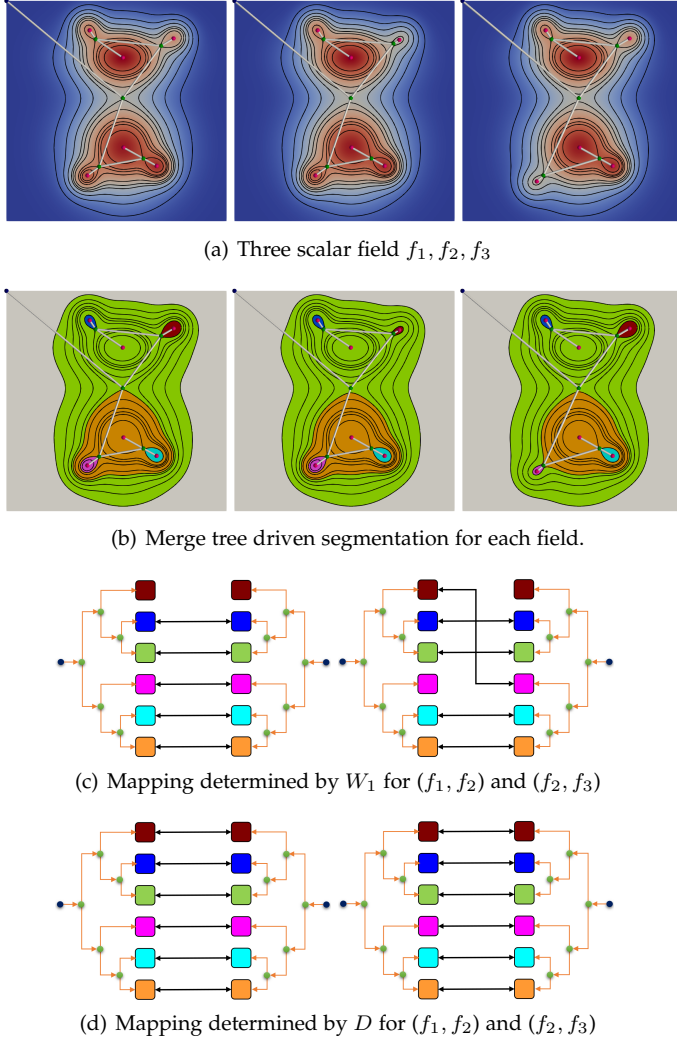 (a) Three scalar field f₁, f₂, f₃
(b) Merge tree driven segmentation for each field.
(c) Mapping determined by W₁ for (f₁, f₂) and (f₂, f₃)
(d) Mapping determined by D for (f₁, f₂) and (f₂, f₃)